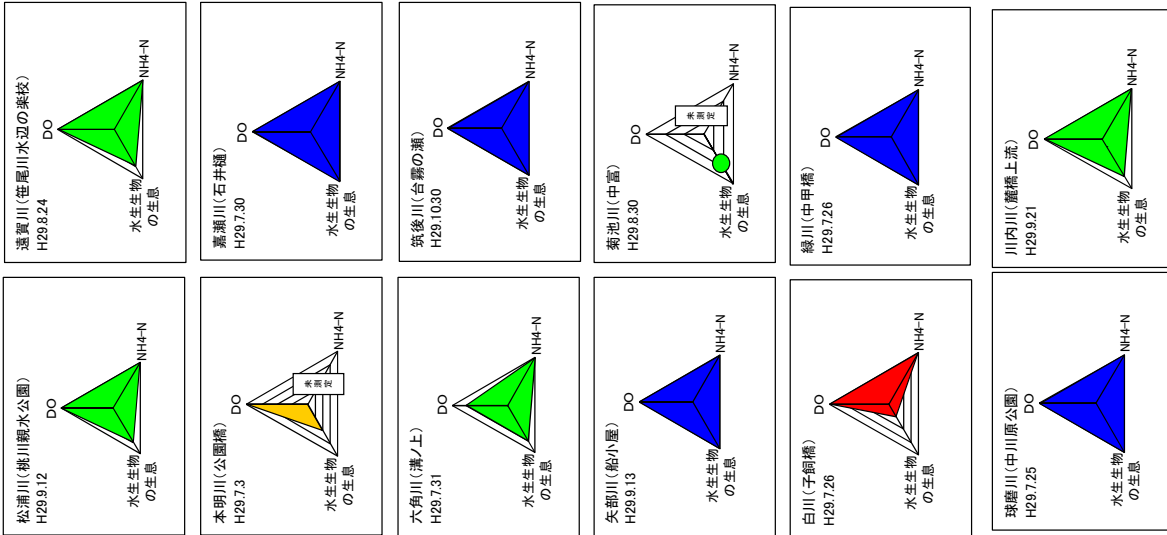 遠賀川(笹尾川水辺の楽校)
H29.8.24
DO
水生生物
の生息
NH4-N
嘉瀬川(石井樋)
H29.7.30
DO
水生生物
の生息
NH4-N
筑後川(台霧の瀬)
H29.10.30
DO
水生生物
の生息
NH4-N
菊池川(中富)
H29.8.30
DO
未測定
水生生物
の生息
NH4-N
緑川(中甲橋)
H29.7.26
DO
水生生物
の生息
NH4-N
川内川(麓橋上流)
H29.9.21
DO
水生生物
の生息
NH4-N
松浦川(桃川親水公園)
H29.9.12
DO
水生生物
の生息
NH4-N
本明川(公園橋)
H29.7.3
DO
未測定
水生生物
の生息
NH4-N
六角川(溝ノ上)
H29.7.31
DO
水生生物
の生息
NH4-N
矢部川(船小屋)
H29.9.13
DO
水生生物
の生息
NH4-N
白川(子飼橋)
H29.7.26
DO
水生生物
の生息
NH4-N
球磨川(中川原公園)
H29.7.25
DO
水生生物
の生息
NH4-N